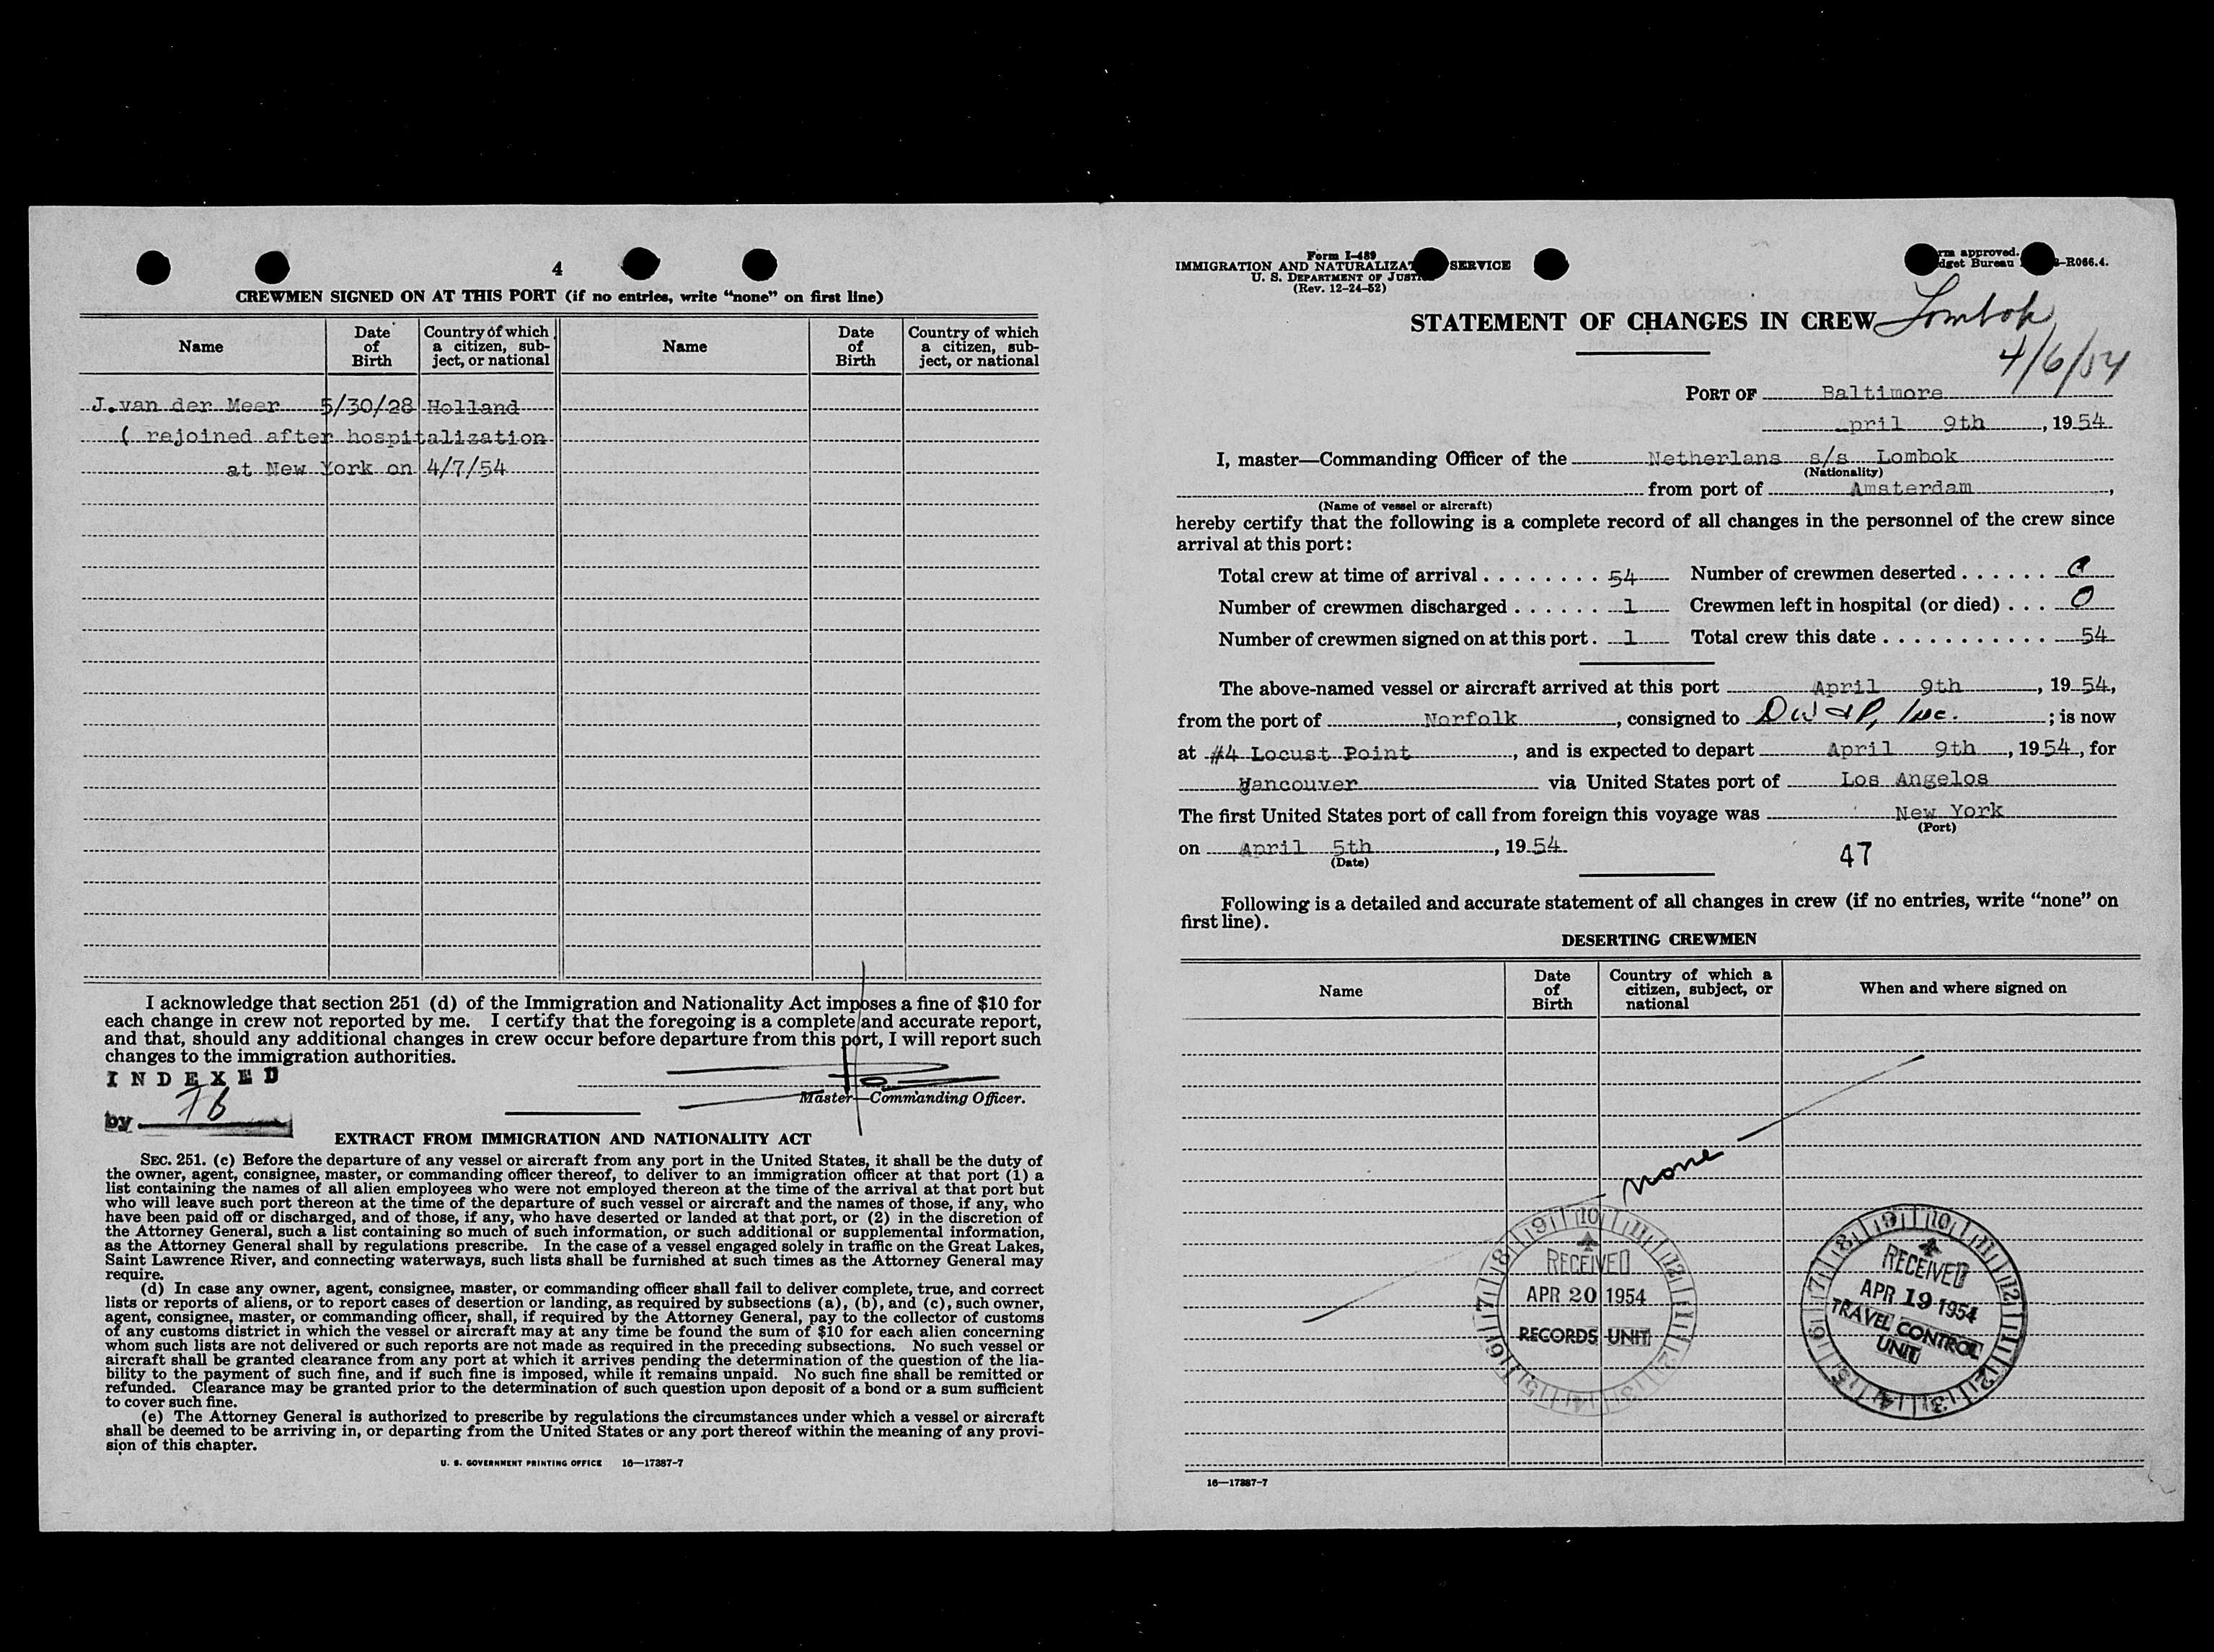 4
CREWMEN SIGNED ON AT THIS PORT (if no entries, write “none” on first line)
Name Date of Birth Country of which a citizen, sub-ject, or national Name Date of Birth Country of which a citizen, sub-ject, or national
J. van der Meer 5/30/28 Holland
( rejoined after hospitalization
at New York on 4/7/54
I acknowledge that section 251 (d) of the Immigration and Nationality Act imposes a fine of $10 for
each change in crew not reported by me. I certify that the foregoing is a complete and accurate report,
and that, should any additional changes in crew occur before departure from this port, I will report such
changes to the immigration authorities.
INDEXED
by
Master—Commanding Officer.
EXTRACT FROM IMMIGRATION AND NATIONALITY ACT
SEC. 251. (c) Before the departure of any vessel or aircraft from any port in the United States, it shall be the duty of
the owner, agent, consignee, master, or commanding officer thereof, to deliver to an immigration officer at that port (1) a
list containing the names of all alien employees who were not employed thereon at the time of the arrival at that port but
who will leave such port thereon at the time of the departure of such vessel or aircraft and the names of those, if any, who
have been paid off or discharged, and of those, if any, who have deserted or landed at that port, or (2) in the discretion of
the Attorney General, such a list containing so much of such information, or such additional or supplemental information,
as the Attorney General shall by regulations prescribe. In the case of a vessel engaged solely in traffic on the Great Lakes,
Saint Lawrence River, and connecting waterways, such lists shall be furnished at such times as the Attorney General may
require.
(d) In case any owner, agent, consignee, master, or commanding officer shall fail to deliver complete, true, and correct
lists or reports of aliens, or to report cases of desertion or landing, as required by subsections (a), (b), and (c), such owner,
agent, consignee, master, or commanding officer, shall, if required by the Attorney General, pay to the collector of customs
of any customs district in which the vessel or aircraft may at any time be found the sum of $10 for each alien concerning
whom such lists are not delivered or such reports are not made as required in the preceding subsections. No such vessel or
aircraft shall be granted clearance from any port at which it arrives pending the determination of the question of the lia-
bility to the payment of such fine, and if such fine is imposed, while it remains unpaid. No such fine shall be remitted or
refunded. Clearance may be granted prior to the determination of such question upon deposit of a bond or a sum sufficient
to cover such fine.
(e) The Attorney General is authorized to prescribe by regulations the circumstances under which a vessel or aircraft
shall be deemed to be arriving in, or departing from the United States or any port thereof within the meaning of any provi-
sion of this chapter.
U. S. GOVERNMENT PRINTING OFFICE 16—17387-7
Form I-489
IMMIGRATION AND NATURALIZAT SERVICE
U. S. DEPARTMENT OF JUSTI
(Rev. 12-24-52)
rm approved.
dget Bureau -R066.4.
STATEMENT OF CHANGES IN CREW Lombok
4/6/54
PORT OF Baltimore
pril 9th, 1954
I, master—Commanding Officer of the Netherlans s/s Lombok
(Nationality)
from port of Amsterdam,
(Name of vessel or aircraft)
hereby certify that the following is a complete record of all changes in the personnel of the crew since
arrival at this port:
Total crew at time of arrival . . . . . . . . 54 Number of crewmen deserted . . . . . . 0
Number of crewmen discharged . . . . . . 1 Crewmen left in hospital (or died) . . . 0
Number of crewmen signed on at this port . 1 Total crew this date . . . . . . . . . . . 54
The above-named vessel or aircraft arrived at this port April 9th, 1954,
from the port of Norfolk, consigned to D W & P, Inc. ; is now
at #4 Locust Point, and is expected to depart April 9th, 1954, for
Vancouver via United States port of Los Angelos
The first United States port of call from foreign this voyage was New York
(Port)
on April 5th, 1954.
(Date)
47
Following is a detailed and accurate statement of all changes in crew (if no entries, write “none” on
first line).
DESERTING CREWMEN
Name Date of Birth Country of which a citizen, subject, or national When and where signed on
none
RECEIVED
APR 20 1954
RECORDS UNIT
RECEIVED
APR 19 1954
TRAVEL CONTROL
UNIT
16—17387-7